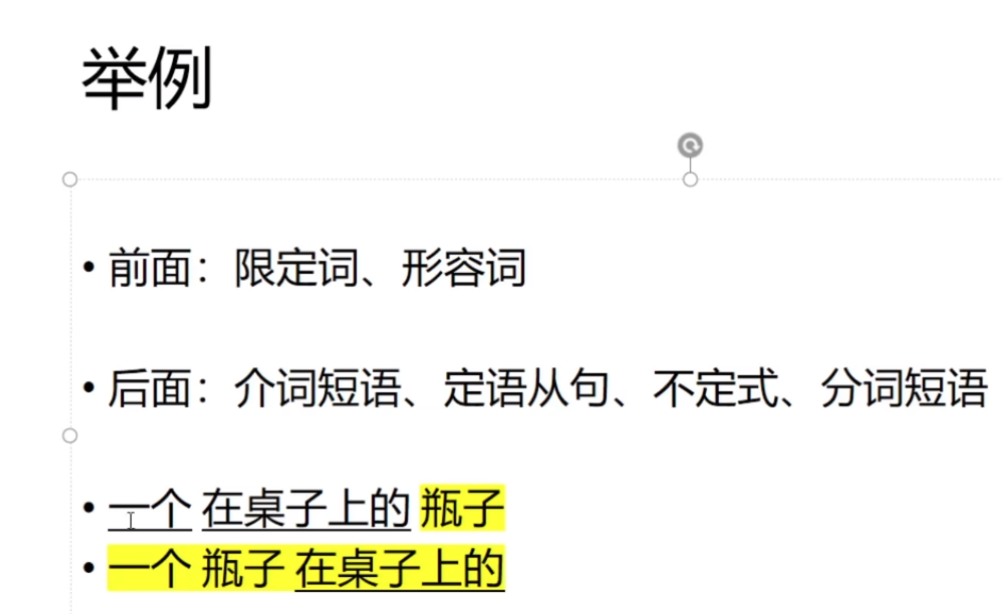 举例
• 前面：限定词、形容词
• 后面：介词短语、定语从句、不定式、分词短语
• 一个 在桌子上的 瓶子
• 一个 瓶子 在桌子上的